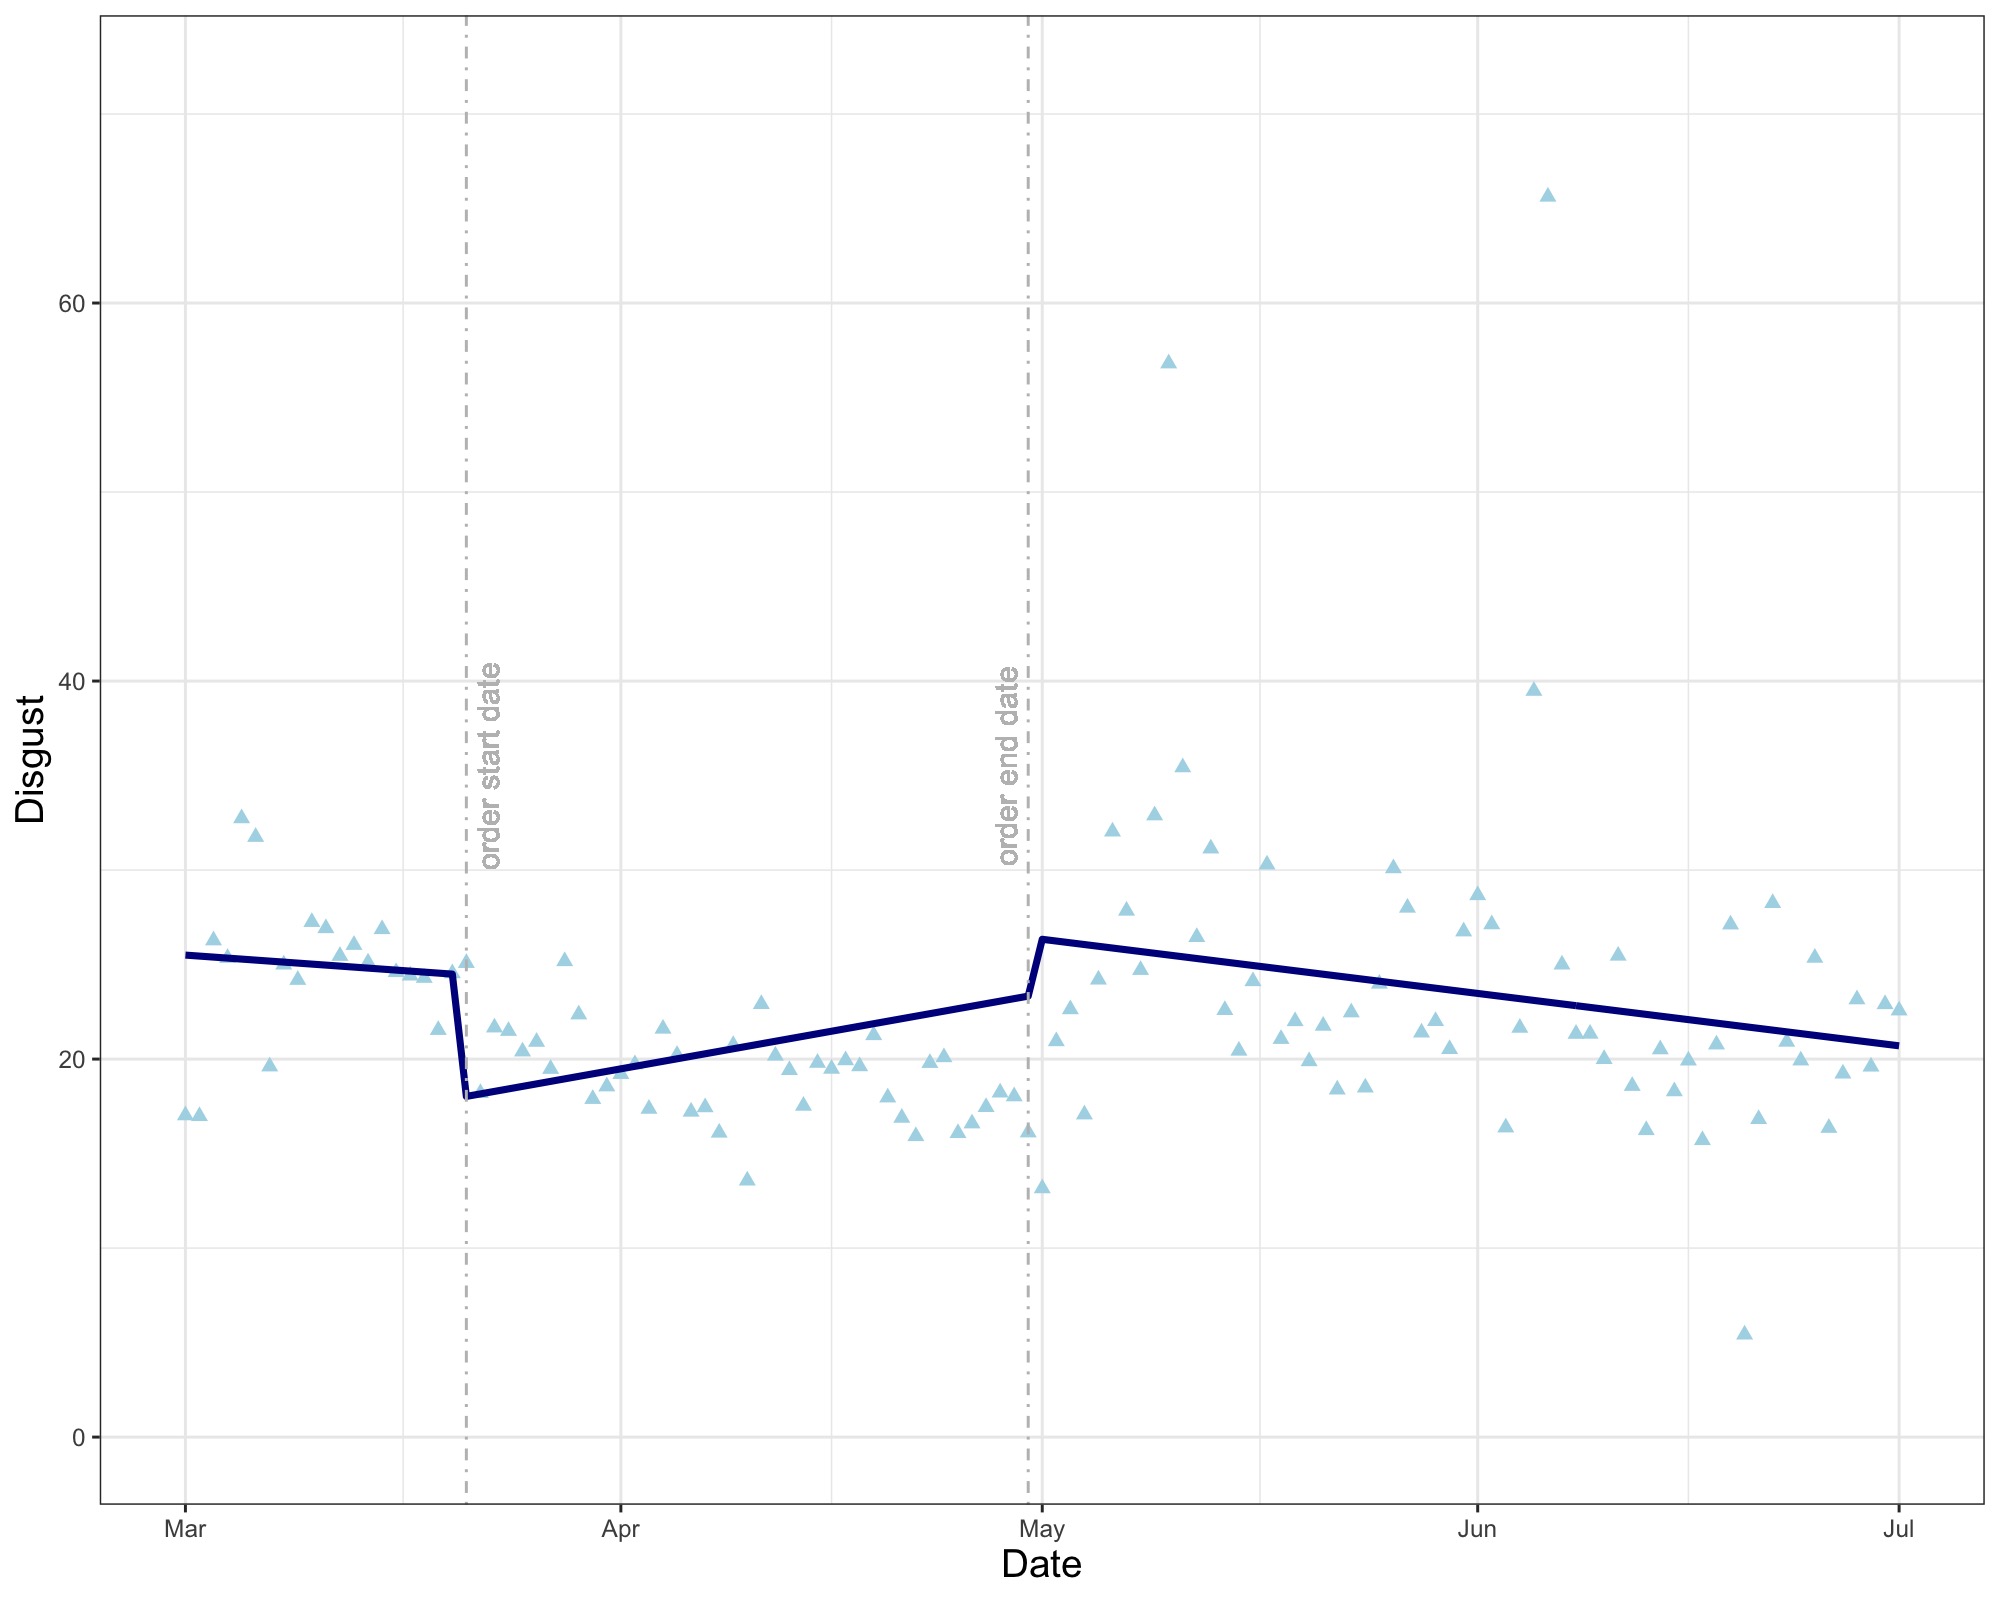 60
40
20
0
Disgust
order start date
order end date
Mar
Apr
May
Jun
Jul
Date